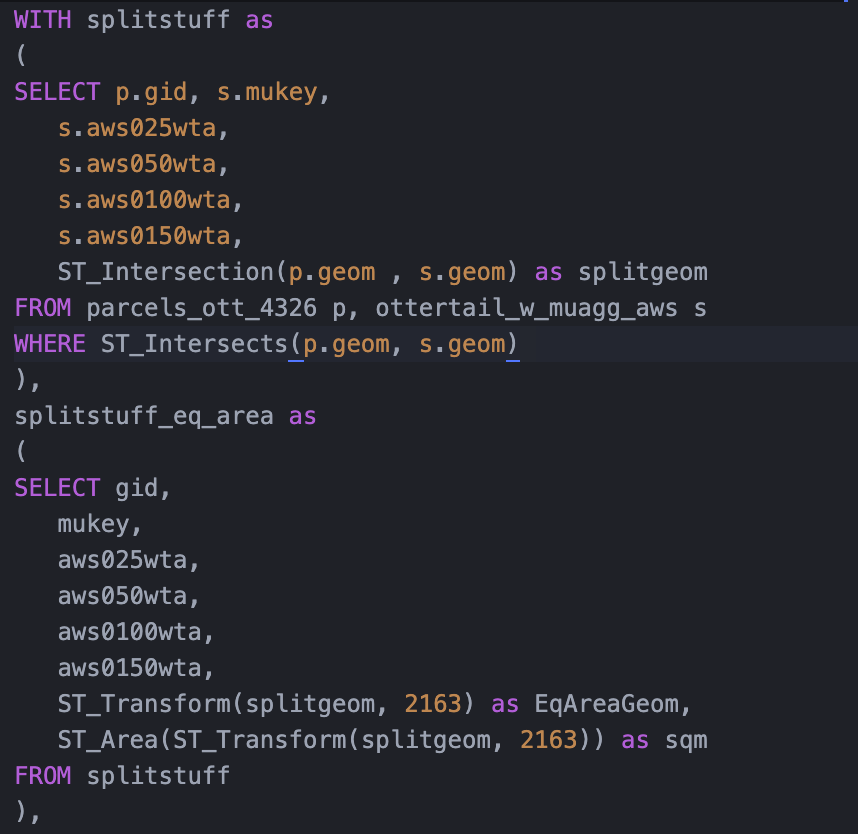 WITH splitstuff as
(
SELECT p.gid, s.mukey,
   s.aws025wta,
   s.aws050wta,
   s.aws0100wta,
   s.aws0150wta,
   ST_Intersection(p.geom , s.geom) as splitgeom
FROM parcels_ott_4326 p, ottertail_w_muagg_aws s
WHERE ST_Intersects(p.geom, s.geom)
),
splitstuff_eq_area as
(
SELECT gid,
   mukey,
   aws025wta,
   aws050wta,
   aws0100wta,
   aws0150wta,
   ST_Transform(splitgeom, 2163) as EqAreaGeom,
   ST_Area(ST_Transform(splitgeom, 2163)) as sqm
FROM splitstuff
),